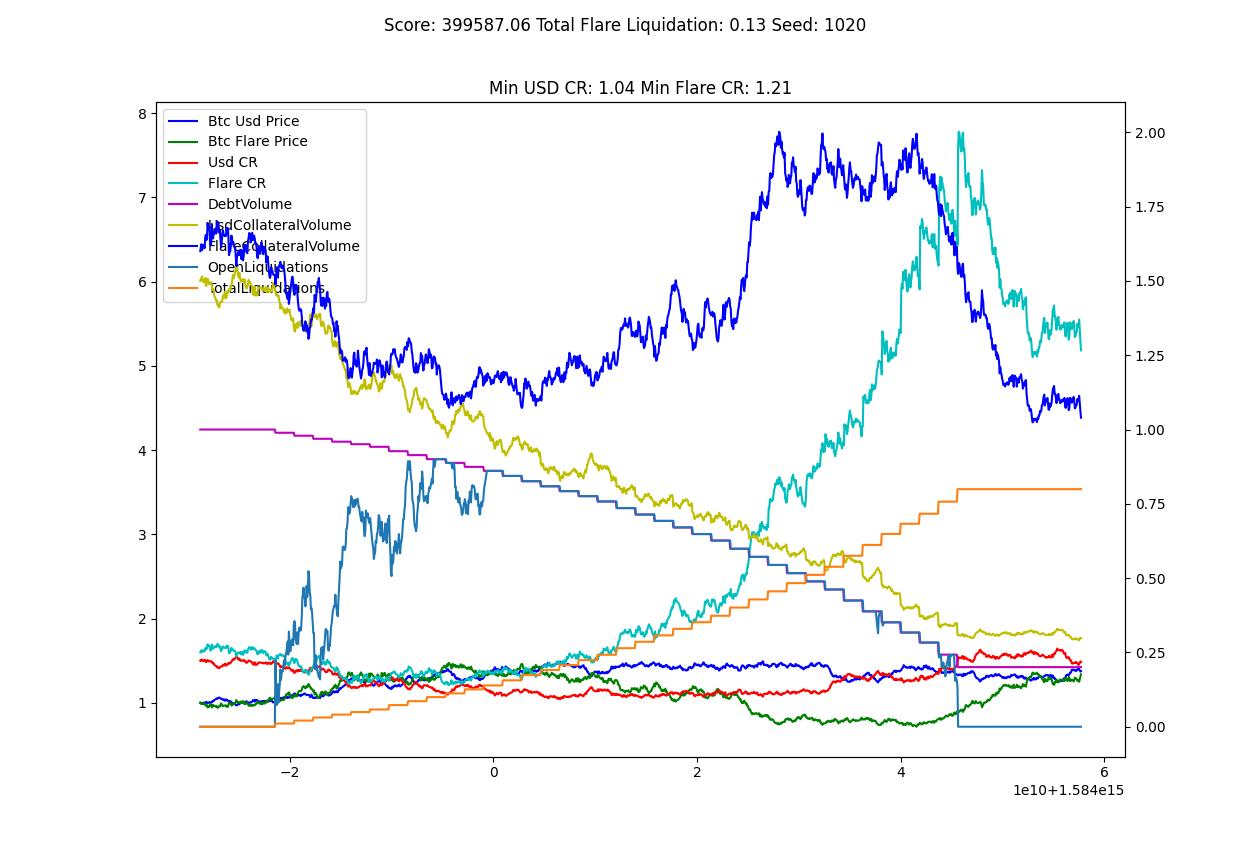 Score: 399587.06 Total Flare Liquidation: 0.13 Seed: 1020
Min USD CR: 1.04 Min Flare CR: 1.21
Btc Usd Price
Btc Flare Price
Usd CR
Flare CR
DebtVolume
UsdCollateralVolume
FlareCollateralVolume
OpenLiquidations
TotalLiquidations
8
7
6
5
4
3
2
1
2.00
1.75
1.50
1.25
1.00
0.75
0.50
0.25
0.00
−2
0
2
4
6
1e10+1.584e15